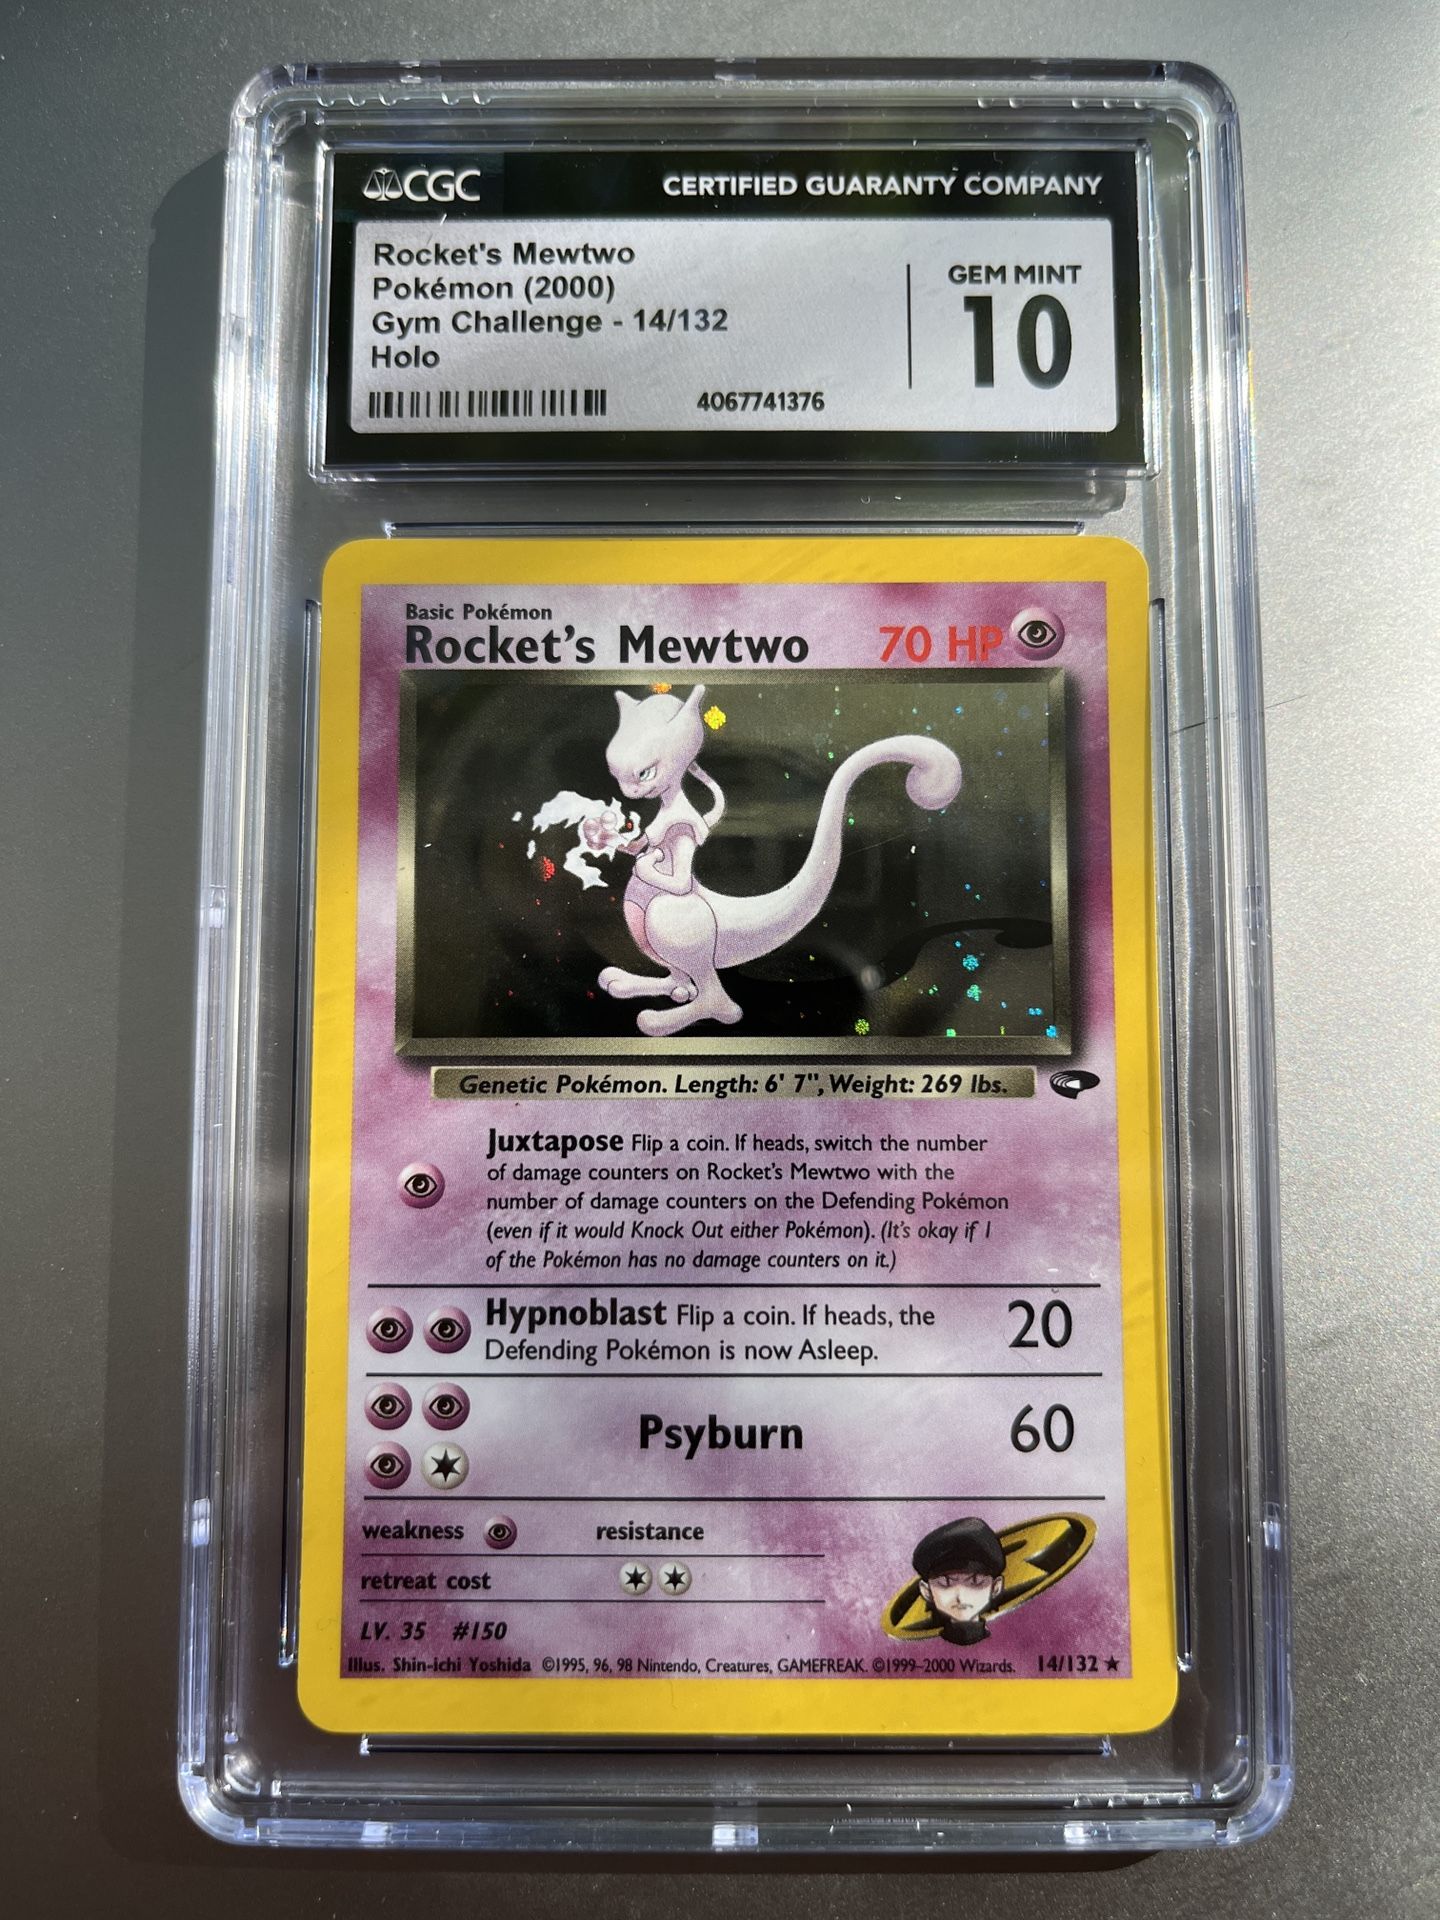 CGC
CERTIFIED GUARANTY COMPANY
Rocket's Mewtwo
Pokémon (2000)
Gym Challenge - 14/132
Holo
4067741376
GEM MINT
10
Basic Pokémon
Rocket's Mewtwo 70 HP
Genetic Pokémon. Length: 6' 7", Weight: 269 lbs.
Juxtapose Flip a coin. If heads, switch the number
of damage counters on Rocket's Mewtwo with the
number of damage counters on the Defending Pokémon
(even if it would Knock Out either Pokémon). (It's okay if 1
of the Pokémon has no damage counters on it.)
Hypnoblast Flip a coin. If heads, the
Defending Pokémon is now Asleep.
20
Psyburn 60
weakness resistance
retreat cost
LV. 35 #150
Illus. Shin-ichi Yoshida ©1995, 96, 98 Nintendo, Creatures, GAMEFREAK. ©1999-2000 Wizards. 14/132 ★